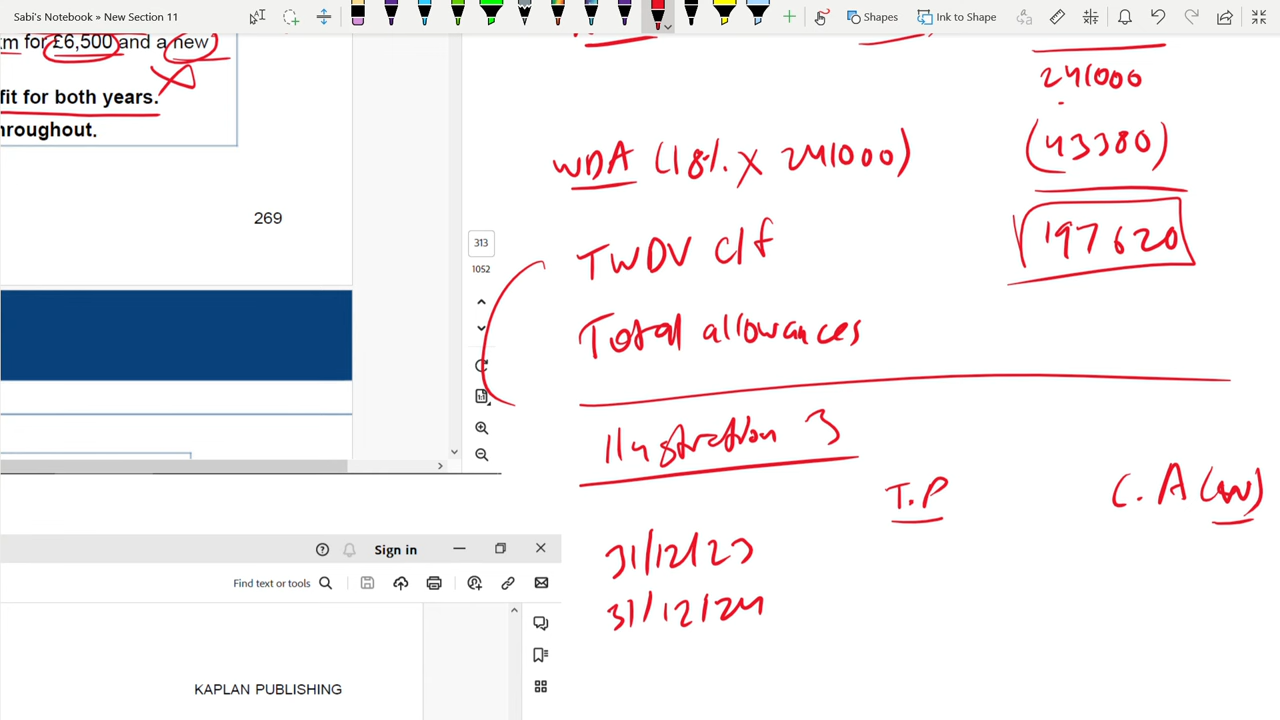 Sabi's Notebook » New Section 11
Shapes
Ink to Shape
for £6,500 and a new
fit for both years.
hroughout.
269
313
1052
241000
WDA (18% X 241000)
(43380)
TWDV c/f
197620
Total allowances
Illustration 3
T.P
C.A (w)
31/12/23
31/12/24
Sign in
Find text or tools
KAPLAN PUBLISHING